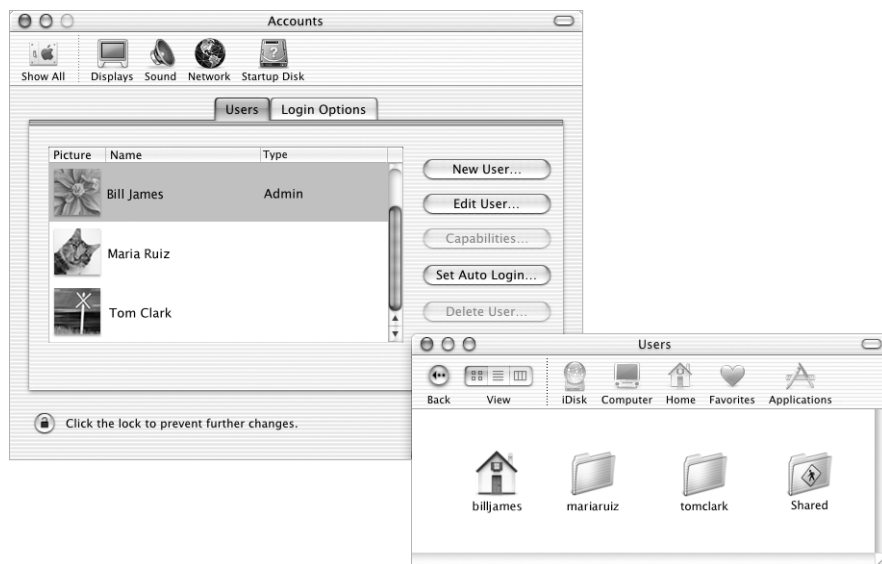 Accounts
Show All Displays Sound Network Startup Disk
Users Login Options
Picture Name Type
Bill James Admin
Maria Ruiz
Tom Clark
New User...
Edit User...
Capabilities...
Set Auto Login...
Delete User...
Click the lock to prevent further changes.
Users
Back View iDisk Computer Home Favorites Applications
billjames mariaruiz tomclark Shared